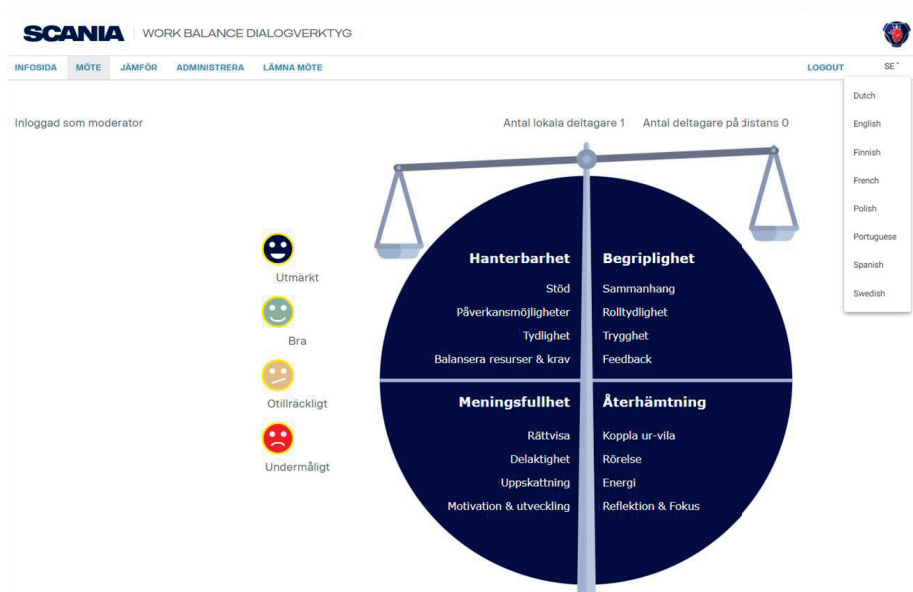 SCANIA WORK BALANCE DIALOGVERKTYG
INFOSIDA MÖTE JÄMFÖR ADMINISTRERA LÄMNA MÖTE LOGOUT SE
Dutch
English
Finnish
French
Polish
Portuguese
Spanish
Swedish
Inloggad som moderator
Antal lokala deltagare 1 Antal deltagare på distans 0
Utmärkt
Bra
Otillräckligt
Undermåligt
Hanterbarhet
Stöd
Påverkansmöjligheter
Tydlighet
Balansera resurser & krav
Begriplighet
Sammanhang
Rolltydlighet
Trygghet
Feedback
Meningsfullhet
Rättvisa
Delaktighet
Uppskattning
Motivation & utveckling
Återhämtning
Koppla ur-vila
Rörelse
Energi
Reflektion & Fokus